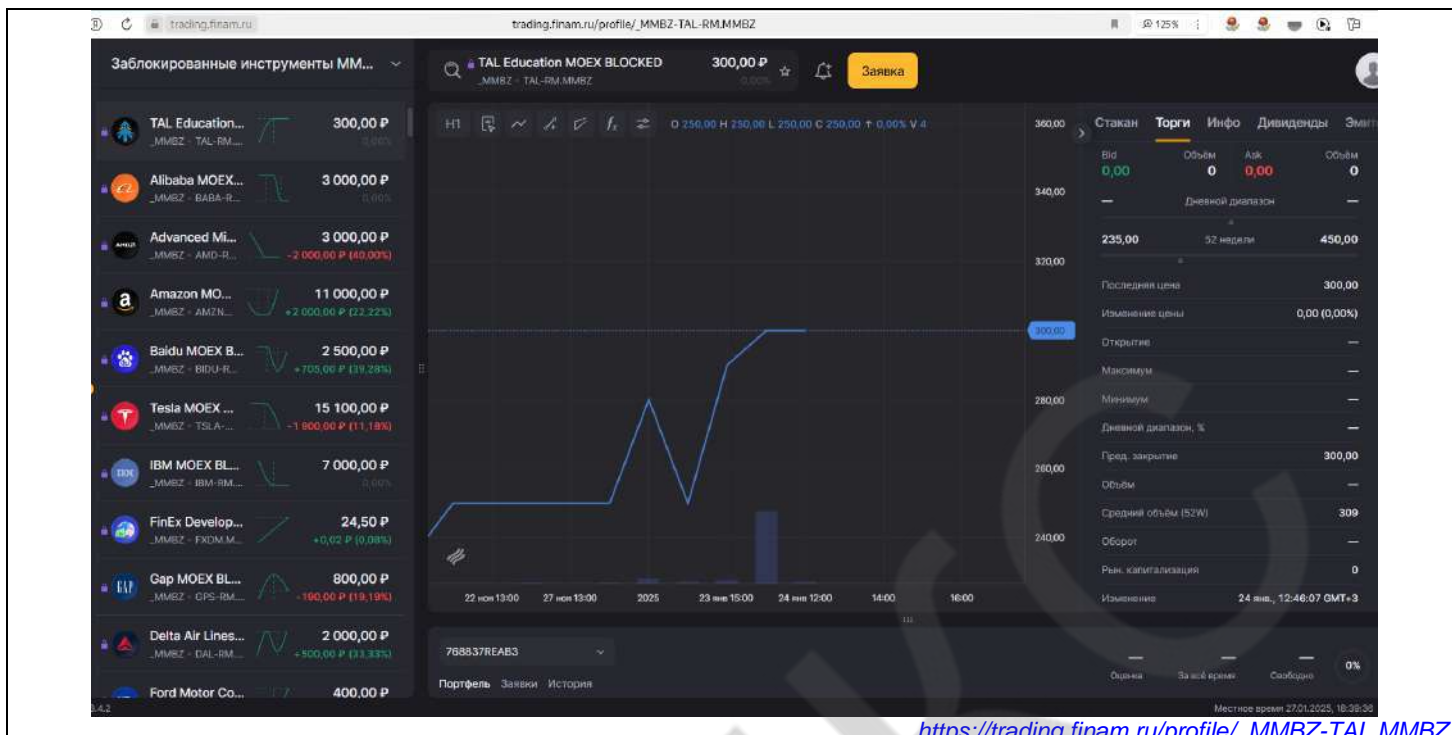 trading.finam.ru
trading.finam.ru/profile/_MMBZ-TAL-RM.MMBZ
125%
Заблокированные инструменты MM...
TAL Education MOEX BLOCKED
300,00 ₽
_MMBZ - TAL-RM.MMBZ
0,00%
Заявка
TAL Education...
300,00 ₽
_MMBZ - TAL-RM....
0,00%
Alibaba MOEX...
3 000,00 ₽
_MMBZ - BABA-R...
0,00%
Advanced Mi...
3 000,00 ₽
_MMBZ - AMD-R...
-2 000,00 ₽ (40,00%)
Amazon MO...
11 000,00 ₽
_MMBZ - AMZN...
+2 000,00 ₽ (22,22%)
Baidu MOEX B...
2 500,00 ₽
_MMBZ - BIDU-R...
+705,00 ₽ (39,28%)
Tesla MOEX ...
15 100,00 ₽
_MMBZ - TSLA-...
-1 900,00 ₽ (11,18%)
IBM MOEX BL...
7 000,00 ₽
_MMBZ - IBM-RM....
0,00%
FinEx Develop...
24,50 ₽
_MMBZ - FXDM.M...
+0,02 ₽ (0,08%)
Gap MOEX BL...
800,00 ₽
_MMBZ - GPS-RM....
-190,00 ₽ (19,19%)
Delta Air Lines...
2 000,00 ₽
_MMBZ - DAL-RM....
+500,00 ₽ (33,33%)
Ford Motor Co...
400,00 ₽
3.4.2
H1
O 250,00 H 250,00 L 250,00 C 250,00 ↑ 0,00% V 4
360,00
340,00
320,00
300,00
280,00
260,00
240,00
22 ноя 13:00
27 ноя 13:00
2025
23 янв 15:00
24 янв 12:00
14:00
16:00
768837REAB3
Портфель Заявки История
Стакан Торги Инфо Дивиденды Эмит
Bid Объём Ask Объём
0,00 0 0,00 0
— Дневной диапазон —
235,00 52 недели 450,00
Последняя цена 300,00
Изменение цены 0,00 (0,00%)
Открытие —
Максимум —
Минимум —
Дневной диапазон, % —
Пред. закрытие 300,00
Объём —
Средний объём (52W) 309
Оборот —
Рын. капитализация 0
Изменение 24 янв., 12:46:07 GMT+3
— — — 0%
Оценка За всё время Свободно
Местное время 27.01.2025, 18:39:36
https://trading.finam.ru/profile/_MMBZ-TAL.MMBZ